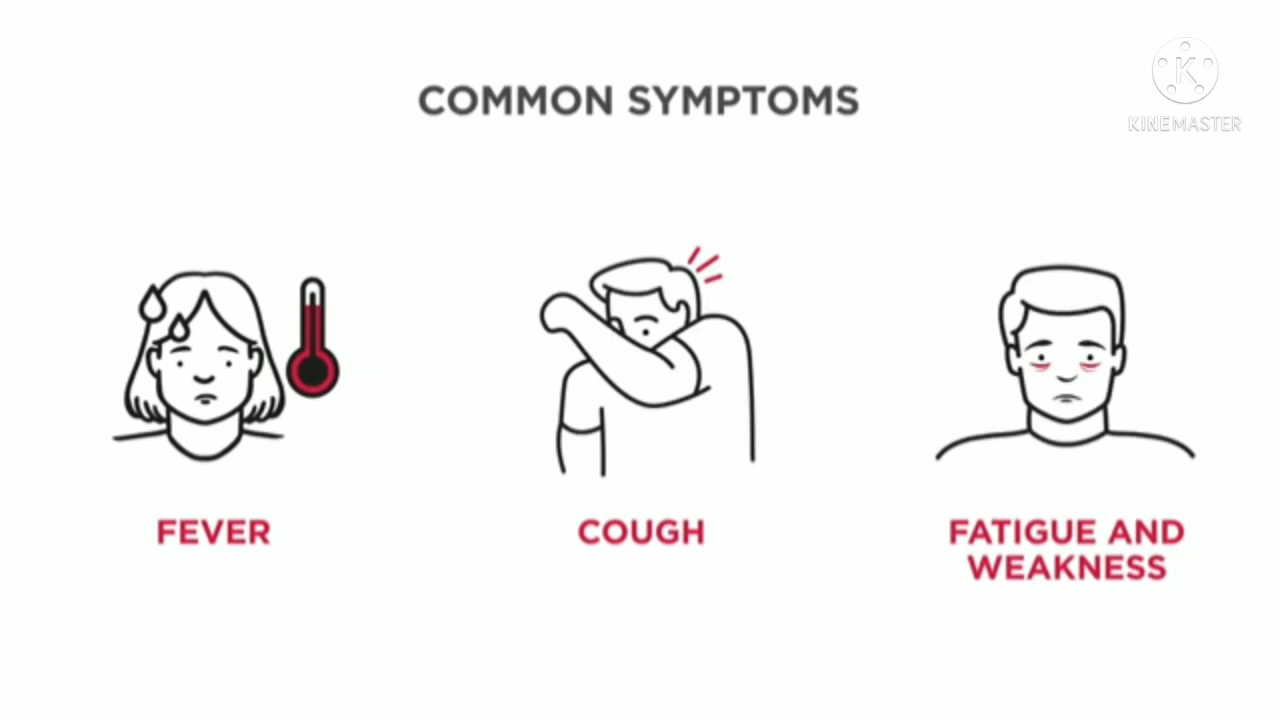 COMMON SYMPTOMS
K
KINEMASTER
FEVER
COUGH
FATIGUE AND
WEAKNESS